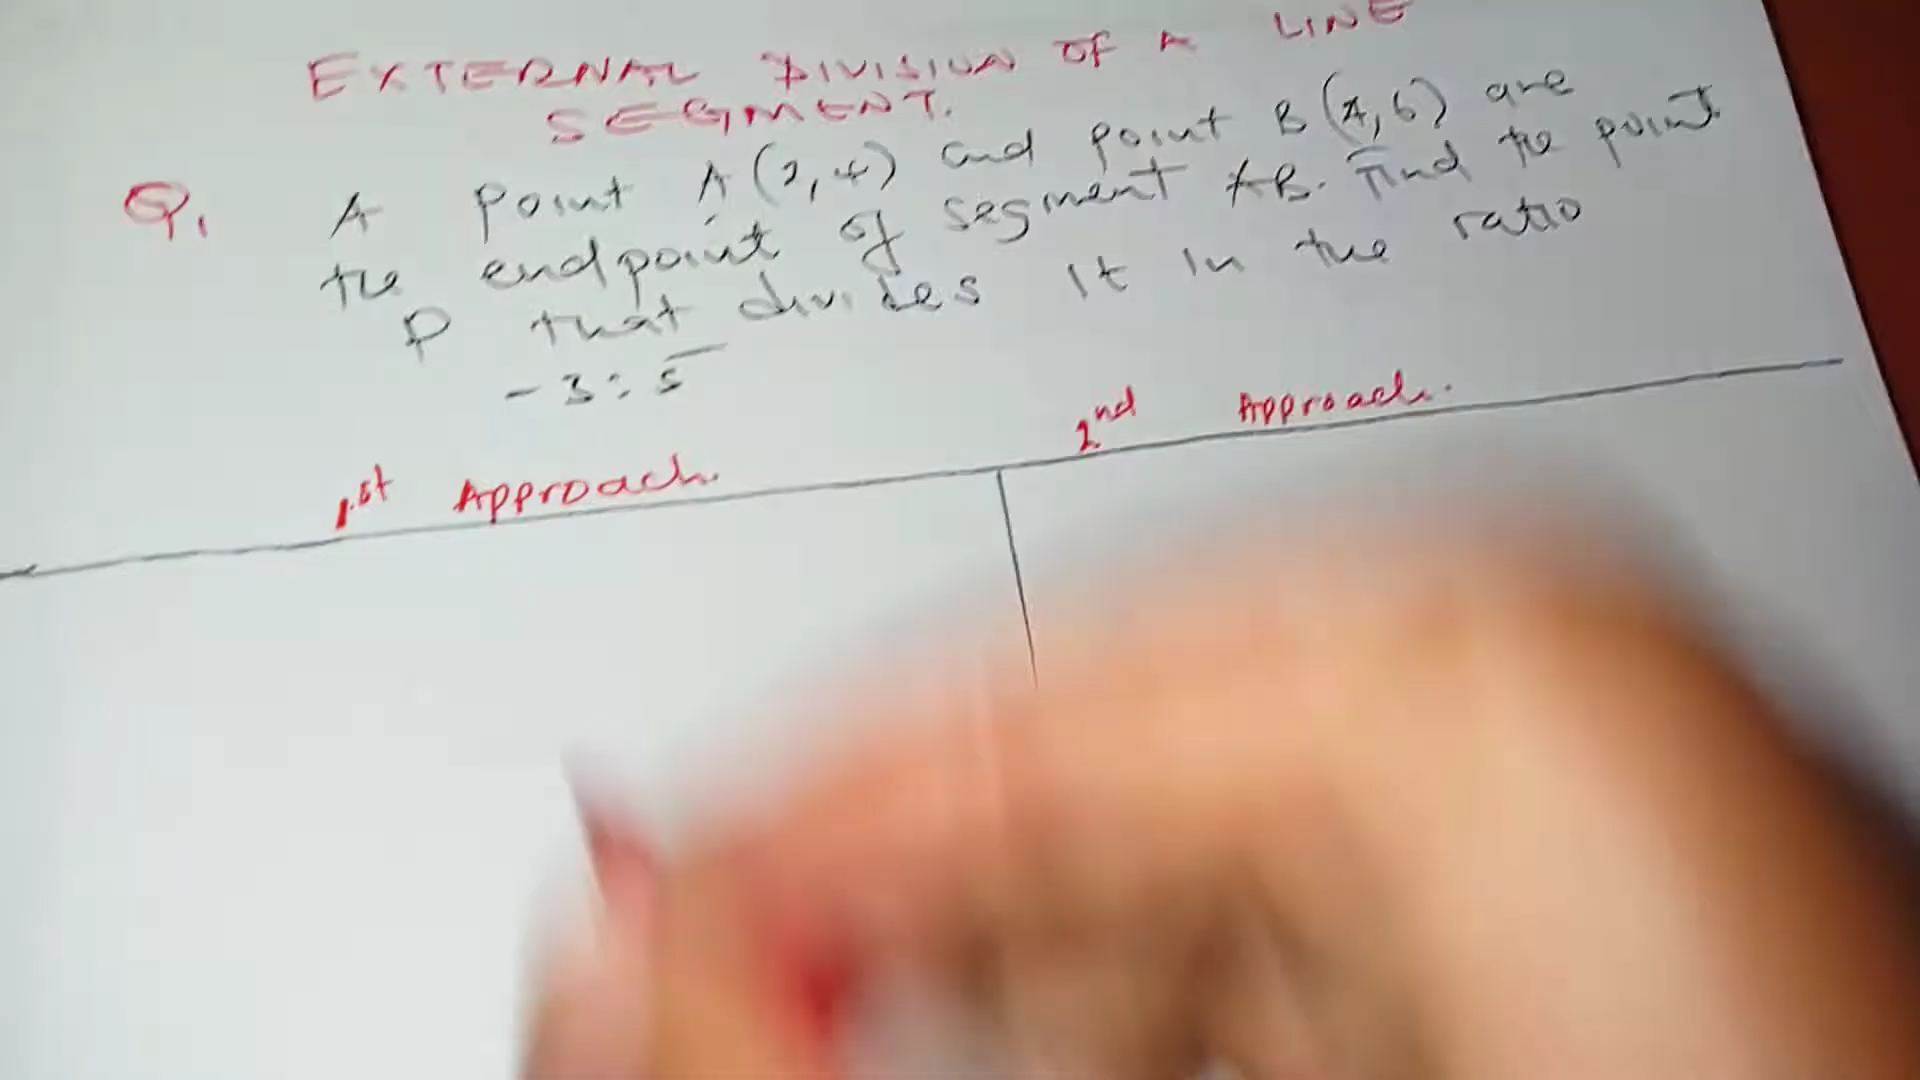 EXTERNAL DIVISION OF A LINE
SEGMENT.
Q1 A point A(2,4) and point B(4,6) are
the endpoint of segment AB. Find the point
P that divides it in the ratio
-3:5
1st Approach.
2nd Approach.